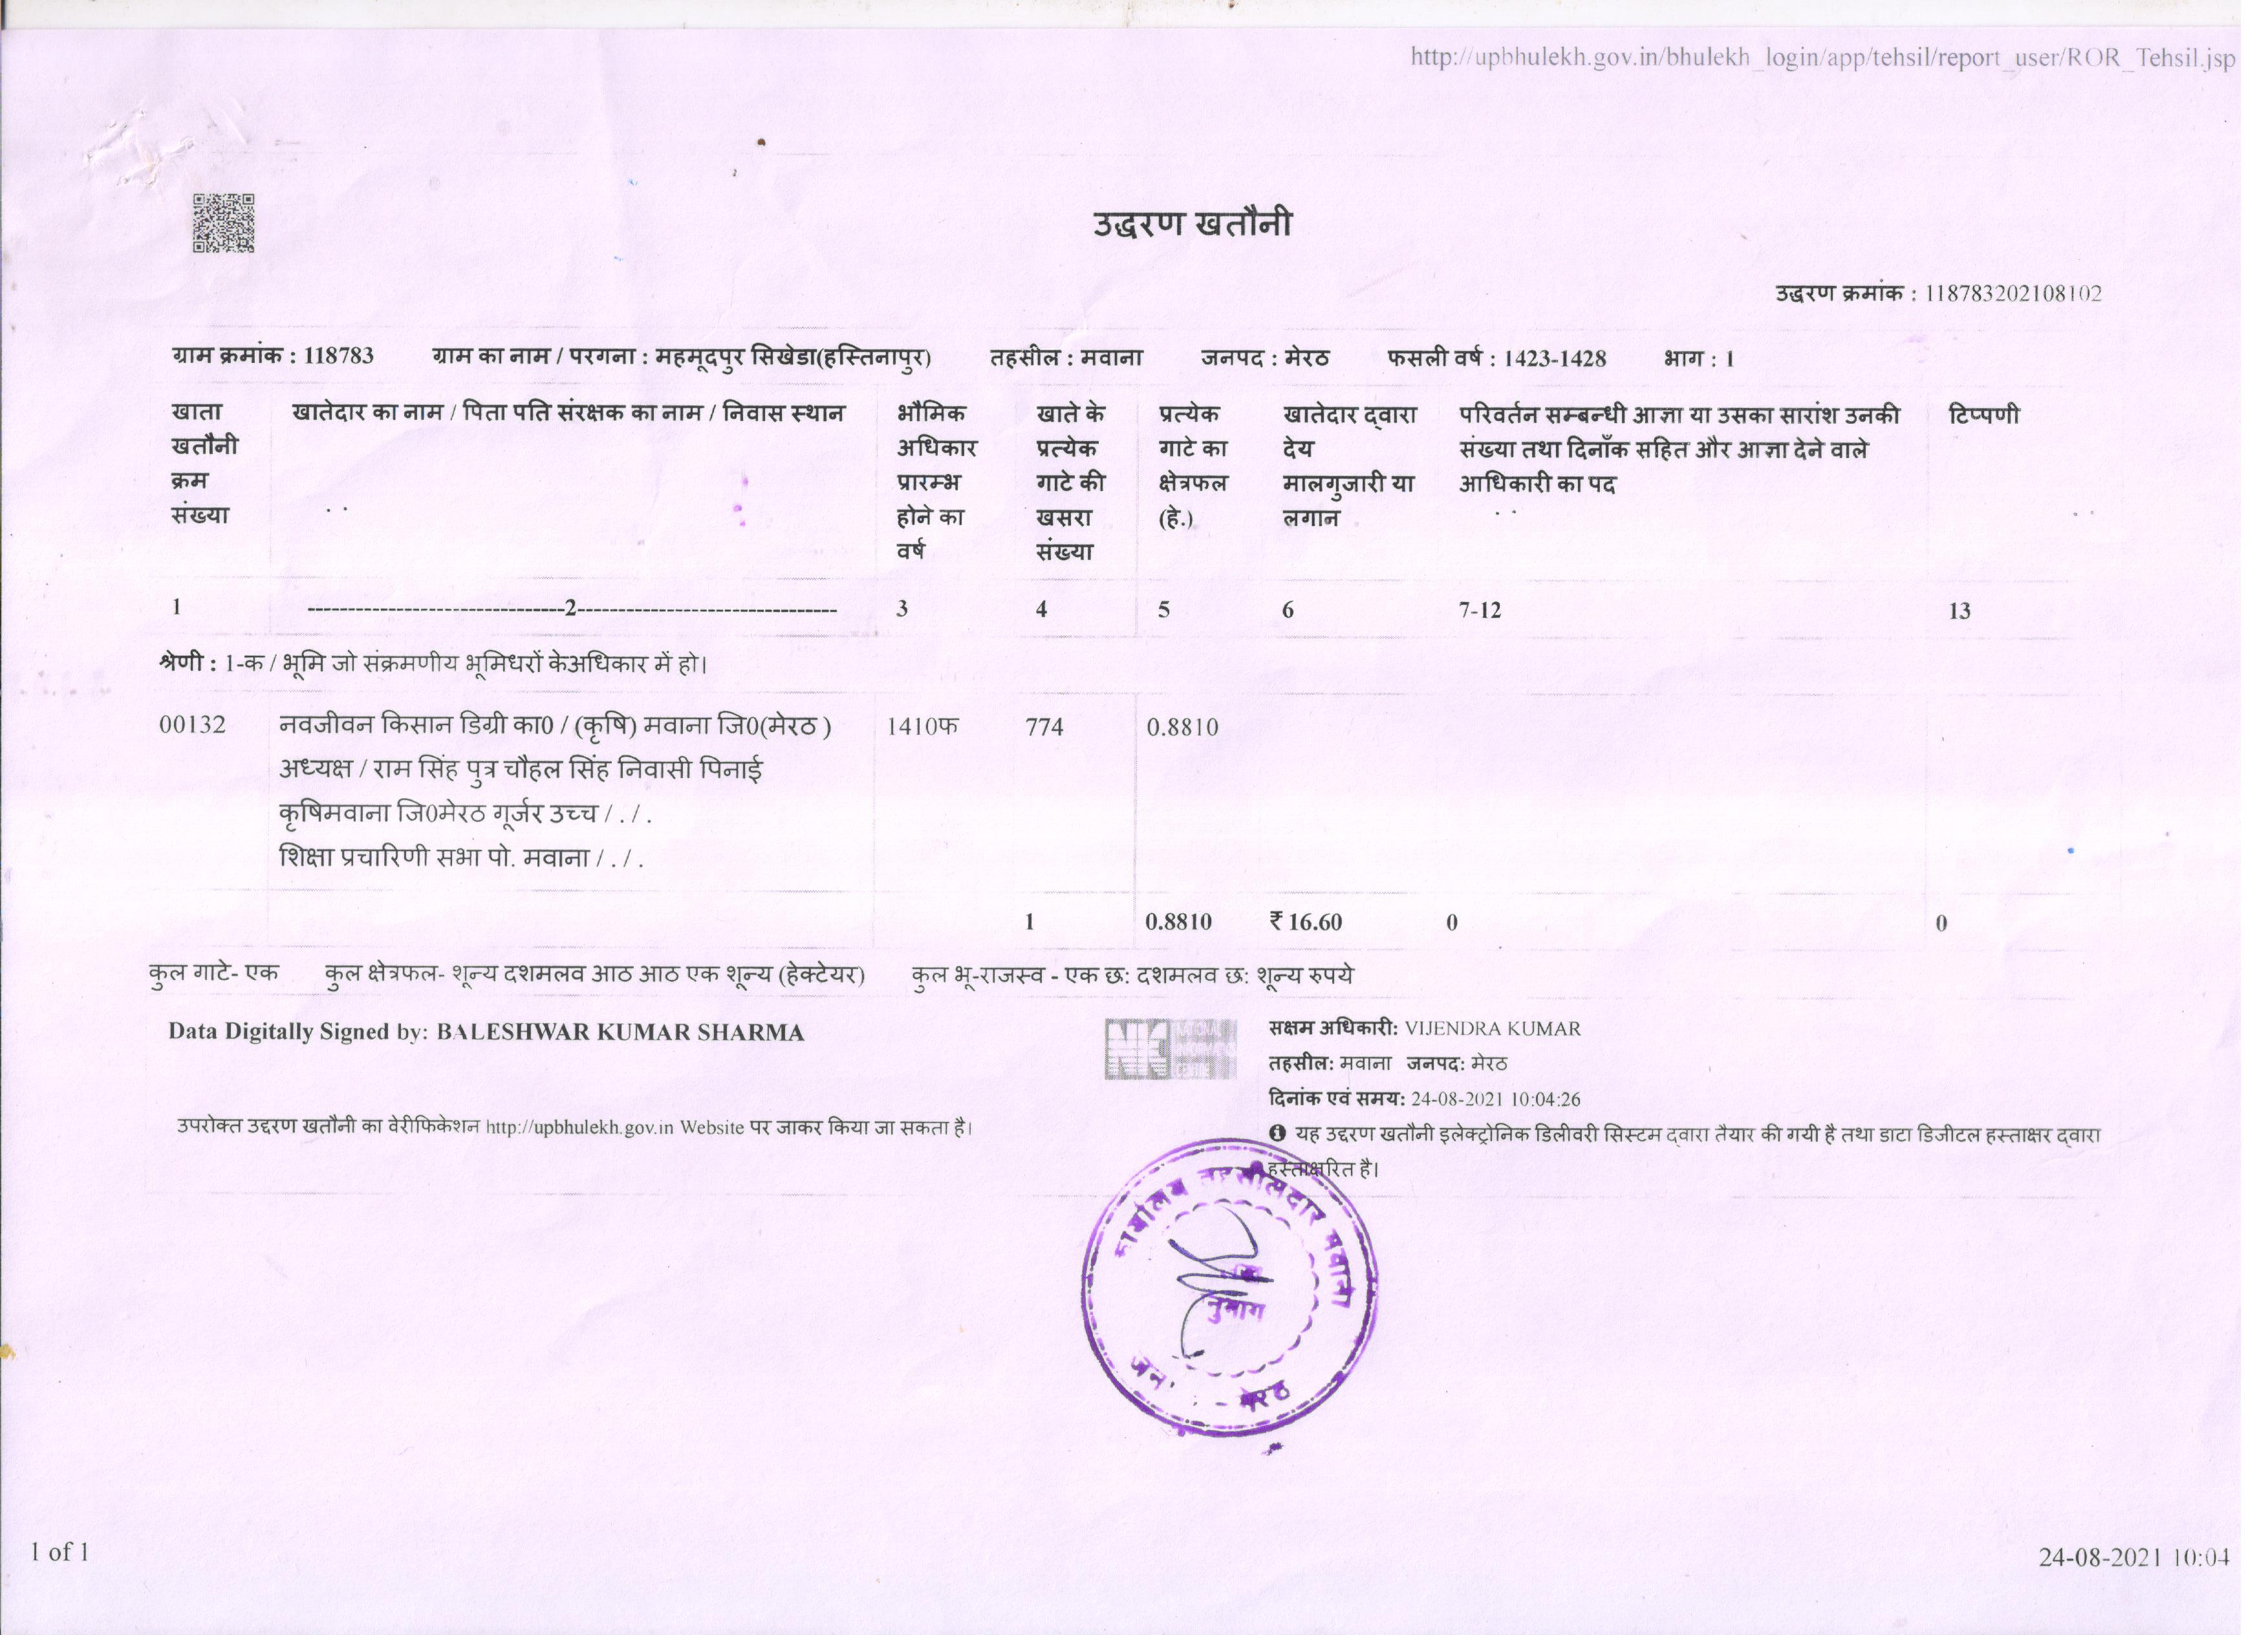 http://upbhulekh.gov.in/bhulekh_login/app/tehsil/report_user/ROR_Tehsil.jsp
उद्धरण खतौनी
उद्धरण क्रमांक : 118783202108102
ग्राम क्रमांक : 118783 ग्राम का नाम / परगना : महमूदपुर सिखेडा(हस्तिनापुर) तहसील : मवाना जनपद : मेरठ फसली वर्ष : 1423-1428 भाग : 1
खाता खतौनी क्रम संख्या
खातेदार का नाम / पिता पति संरक्षक का नाम / निवास स्थान
भौमिक अधिकार प्रारम्भ होने का वर्ष
खाते के प्रत्येक गाटे की खसरा संख्या
प्रत्येक गाटे का क्षेत्रफल (हे.)
खातेदार द्वारा देय मालगुजारी या लगान
परिवर्तन सम्बन्धी आज्ञा या उसका सारांश उनकी संख्या तथा दिनाँक सहित और आज्ञा देने वाले आधिकारी का पद
टिप्पणी
1 --------------------------------2-------------------------------- 3 4 5 6 7-12 13
श्रेणी : 1-क / भूमि जो संक्रमणीय भूमिधरों केअधिकार में हो।
00132 नवजीवन किसान डिग्री का0 / (कृषि) मवाना जि0(मेरठ ) 1410फ 774 0.8810
अध्यक्ष / राम सिंह पुत्र चौहल सिंह निवासी पिनाई
कृषिमवाना जि0मेरठ गूर्जर उच्च / . / .
शिक्षा प्रचारिणी सभा पो. मवाना / . / .
1 0.8810 ₹ 16.60 0 0
कुल गाटे- एक कुल क्षेत्रफल- शून्य दशमलव आठ आठ एक शून्य (हेक्टेयर) कुल भू-राजस्व - एक छः दशमलव छः शून्य रुपये
Data Digitally Signed by: BALESHWAR KUMAR SHARMA
NIC
सक्षम अधिकारी: VIJENDRA KUMAR
तहसील: मवाना जनपद: मेरठ
दिनांक एवं समय: 24-08-2021 10:04:26
उपरोक्त उद्दरण खतौनी का वेरीफिकेशन http://upbhulekh.gov.in Website पर जाकर किया जा सकता है।
यह उद्दरण खतौनी इलेक्ट्रोनिक डिलीवरी सिस्टम द्वारा तैयार की गयी है तथा डाटा डिजीटल हस्ताक्षर द्वारा
हस्ताक्षरित है।
तहसीलदार मवाना
मेरठ
1 of 1
24-08-2021 10:04